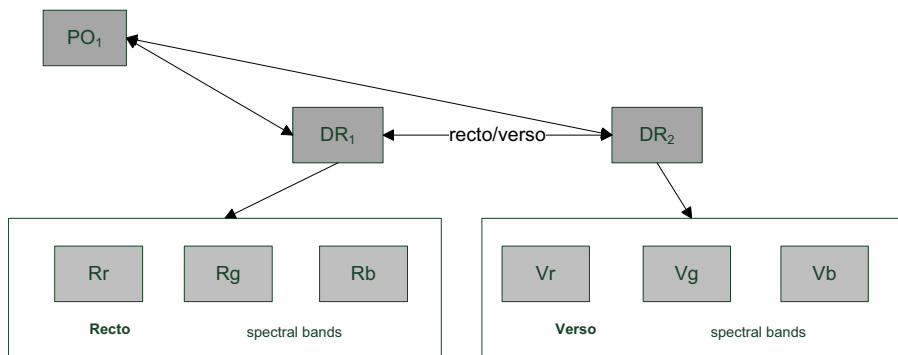 PO₁
DR₁ recto/verso DR₂
Rr Rg Rb Vr Vg Vb
Recto spectral bands Verso spectral bands